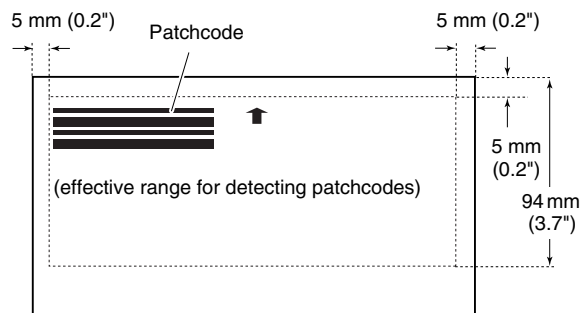 5 mm (0.2")
5 mm (0.2")
Patchcode
5 mm
(0.2")
(effective range for detecting patchcodes)
94 mm
(3.7")